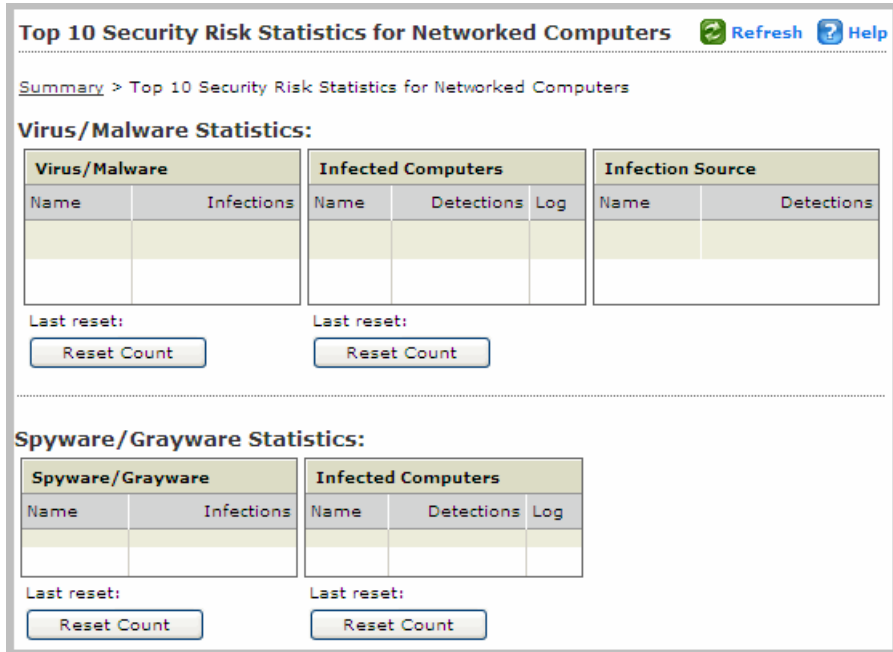 Top 10 Security Risk Statistics for Networked Computers Refresh ? Help
Summary > Top 10 Security Risk Statistics for Networked Computers
Virus/Malware Statistics:
Virus/Malware Infected Computers Infection Source
Name Infections Name Detections Log Name Detections
Last reset: Last reset:
Reset Count Reset Count
Spyware/Grayware Statistics:
Spyware/Grayware Infected Computers
Name Infections Name Detections Log
Last reset: Last reset:
Reset Count Reset Count